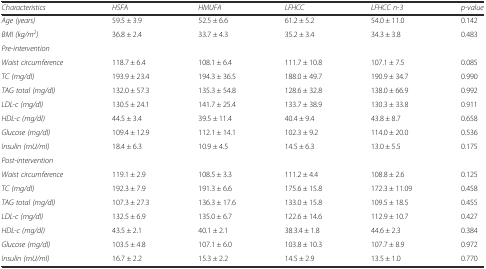 Characteristics HSFA HMUFA LFHCC LFHCC n-3 p-value
Age (years) 59.5 ± 3.9 52.5 ± 6.6 61.2 ± 5.2 54.0 ± 11.0 0.142
BMI (kg/m²) 36.8 ± 2.4 33.7 ± 4.3 35.2 ± 3.4 34.3 ± 3.8 0.483
Pre-intervention
Waist circumference 118.7 ± 6.4 108.1 ± 6.4 111.7 ± 10.8 107.1 ± 7.5 0.085
TC (mg/dl) 193.9 ± 23.4 194.3 ± 36.5 188.0 ± 49.7 190.9 ± 34.7 0.990
TAG total (mg/dl) 132.0 ± 57.3 135.3 ± 54.8 128.6 ± 32.8 138.0 ± 66.9 0.992
LDL-c (mg/dl) 130.5 ± 24.1 141.7 ± 25.4 133.7 ± 38.9 130.3 ± 33.8 0.911
HDL-c (mg/dl) 44.5 ± 3.4 39.5 ± 11.4 40.4 ± 9.4 43.8 ± 8.7 0.658
Glucose (mg/dl) 109.4 ± 12.9 112.1 ± 14.1 102.3 ± 9.2 114.0 ± 20.0 0.536
Insulin (mU/ml) 18.4 ± 6.3 10.9 ± 4.5 14.5 ± 6.3 13.0 ± 5.5 0.175
Post-intervention
Waist circumference 119.1 ± 2.9 108.5 ± 3.3 111.2 ± 4.4 108.8 ± 2.6 0.125
TC (mg/dl) 192.3 ± 7.9 191.3 ± 6.6 175.6 ± 15.8 172.3 ± 11.09 0.458
TAG total (mg/dl) 107.3 ± 27.3 136.3 ± 17.6 133.0 ± 15.8 109.5 ± 18.5 0.455
LDL-c (mg/dl) 132.5 ± 6.9 135.0 ± 6.7 122.6 ± 14.6 112.9 ± 10.7 0.427
HDL-c (mg/dl) 43.5 ± 2.1 40.1 ± 2.1 38.3.4 ± 1.8 44.6 ± 2.3 0.384
Glucose (mg/dl) 103.5 ± 4.8 107.1 ± 6.0 103.8 ± 10.3 107.7 ± 8.9 0.972
Insulin (mU/ml) 16.7 ± 2.2 15.3 ± 2.2 14.5 ± 2.9 13.5 ± 1.0 0.770